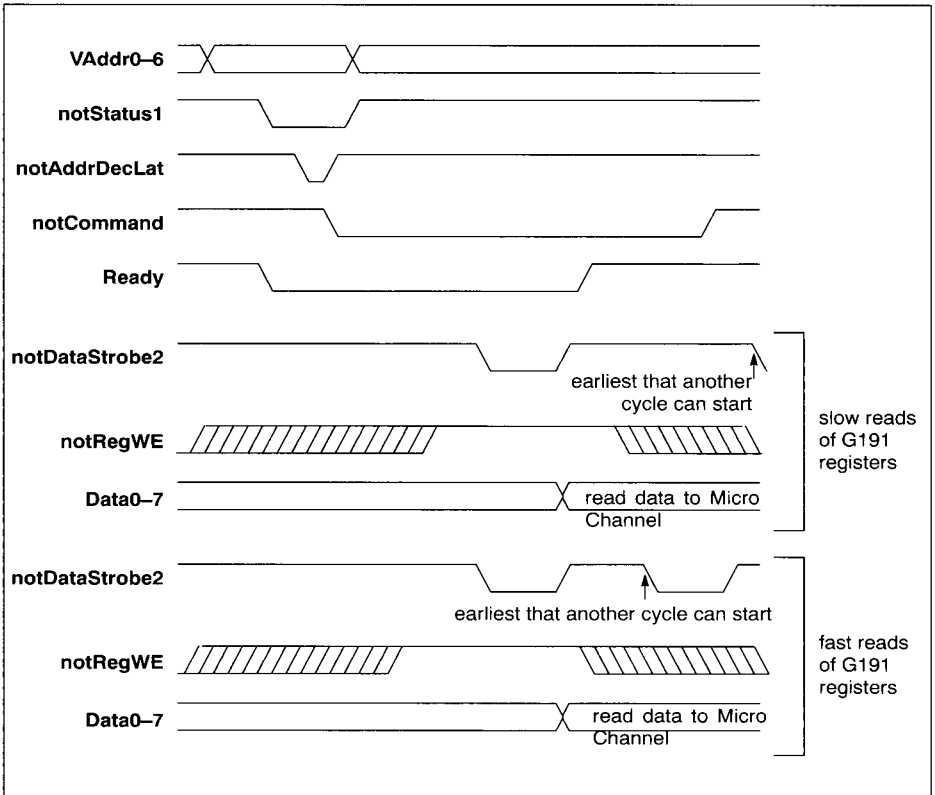 VAddr0–6
notStatus1
notAddrDecLat
notCommand
Ready
notDataStrobe2
earliest that another
cycle can start
notRegWE
Data0–7
read data to Micro
Channel
slow reads
of G191
registers
notDataStrobe2
earliest that another cycle can start
notRegWE
Data0–7
read data to Micro
Channel
fast reads
of G191
registers